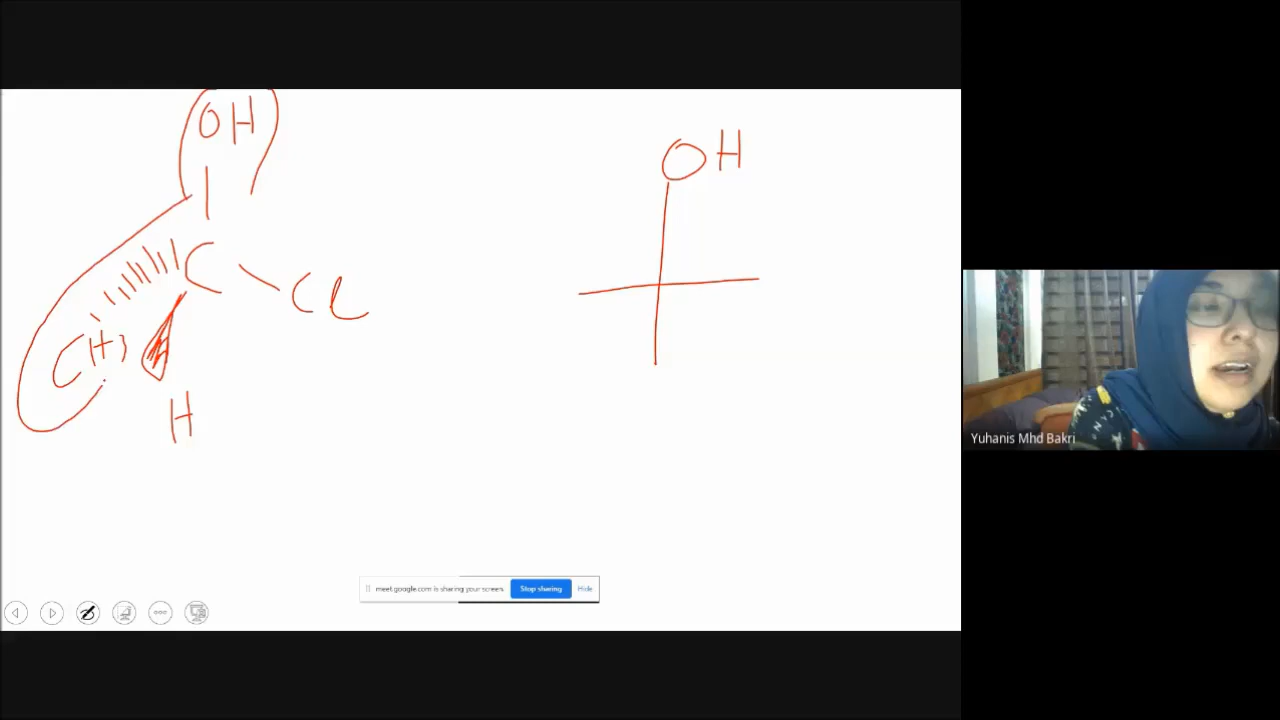 OH
C
Cl
CH3
H
OH
meet.google.com is sharing your screen Stop sharing Hide
Yuhanis Mhd Bakri